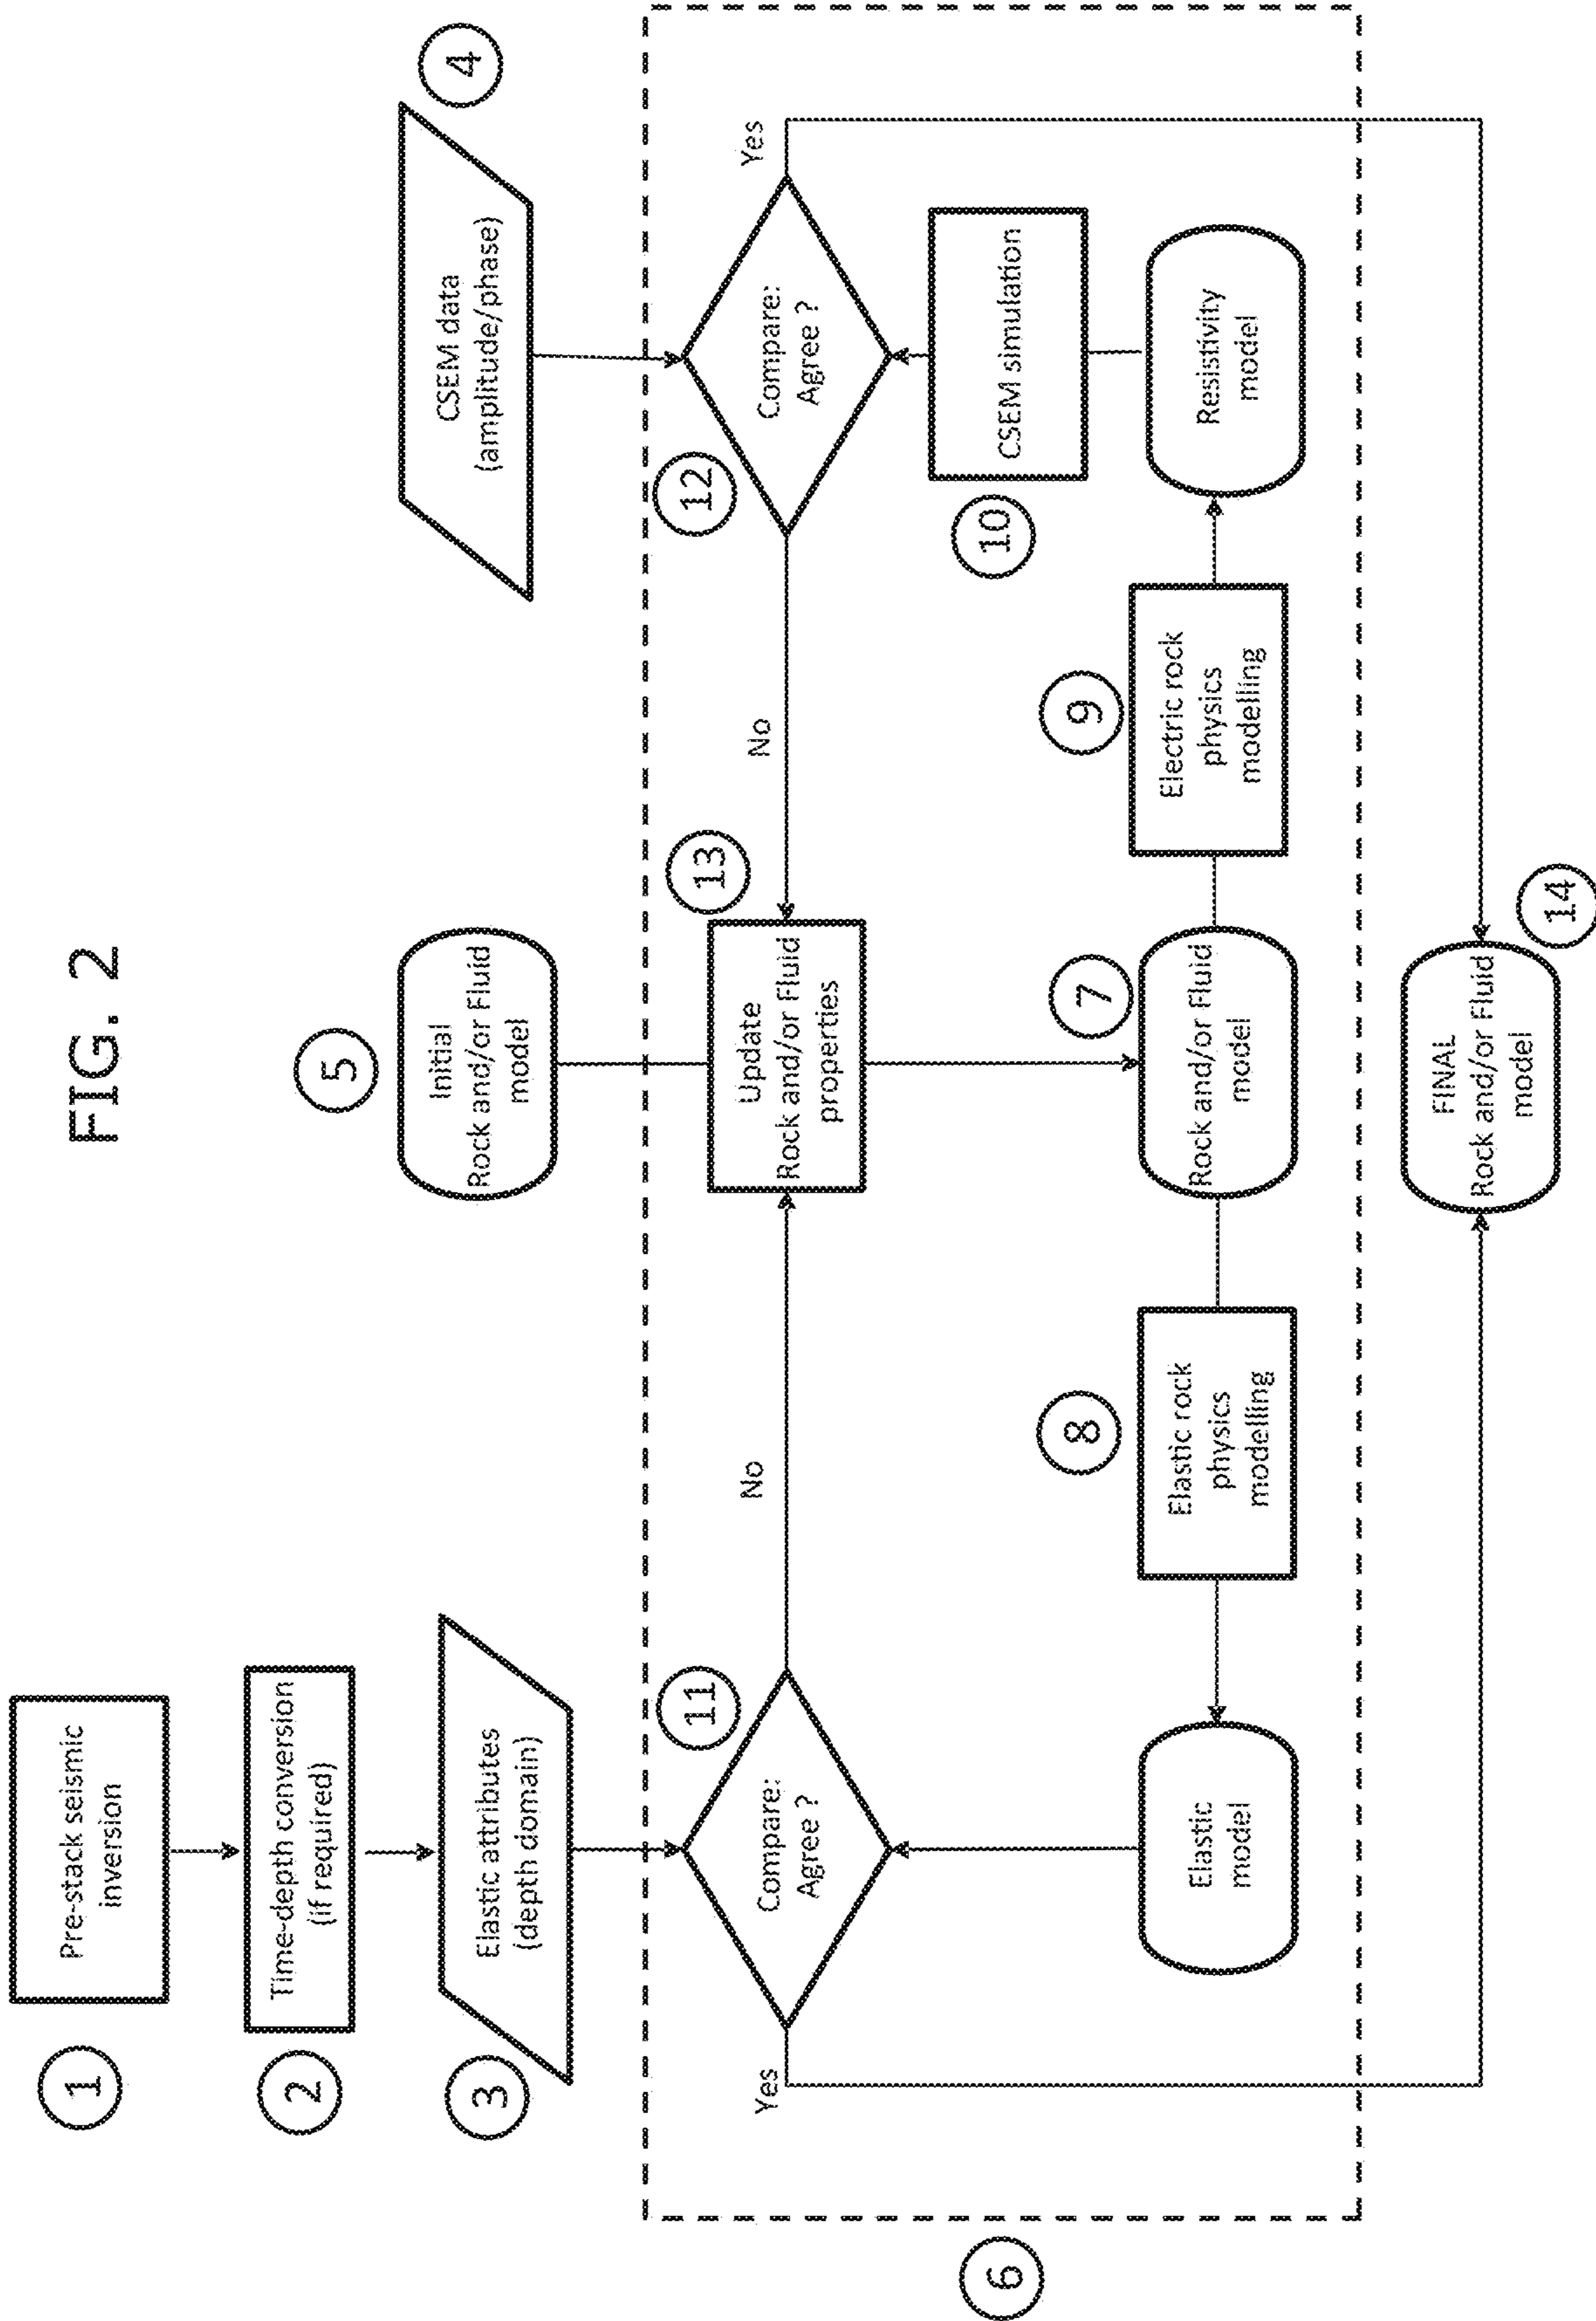 FIG. 2
1
Pre-stack seismic
inversion
2
Time-depth conversion
(if required)
3
Elastic attributes
(depth domain)
5
Initial
Rock and/or Fluid
model
4
CSEM data
(amplitude/phase)
6
11
Compare:
Agree ?
Yes
No
13
Update
Rock and/or Fluid
properties
No
12
Compare:
Agree ?
Yes
10
CSEM simulation
Elastic
model
8
Elastic rock
physics
modelling
7
Rock and/or Fluid
model
9
Electric rock
physics
modelling
Resistivity
model
FINAL
Rock and/or Fluid
model
14